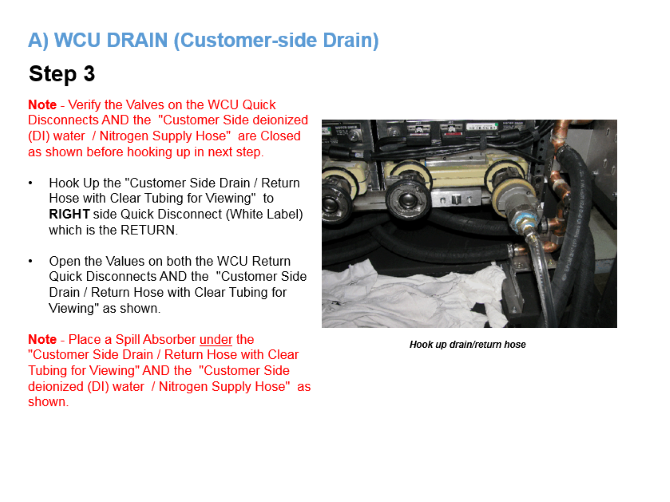 A) WCU DRAIN (Customer-side Drain)
Step 3
Note - Verify the Valves on the WCU Quick
Disconnects AND the "Customer Side deionized
(DI) water / Nitrogen Supply Hose" are Closed
as shown before hooking up in next step.
• Hook Up the "Customer Side Drain / Return
Hose with Clear Tubing for Viewing" to
RIGHT side Quick Disconnect (White Label)
which is the RETURN.
• Open the Values on both the WCU Return
Quick Disconnects AND the "Customer Side
Drain / Return Hose with Clear Tubing for
Viewing" as shown.
Note - Place a Spill Absorber under the
"Customer Side Drain / Return Hose with Clear
Tubing for Viewing" AND the "Customer Side
deionized (DI) water / Nitrogen Supply Hose" as
shown.
Hook up drain/return hose